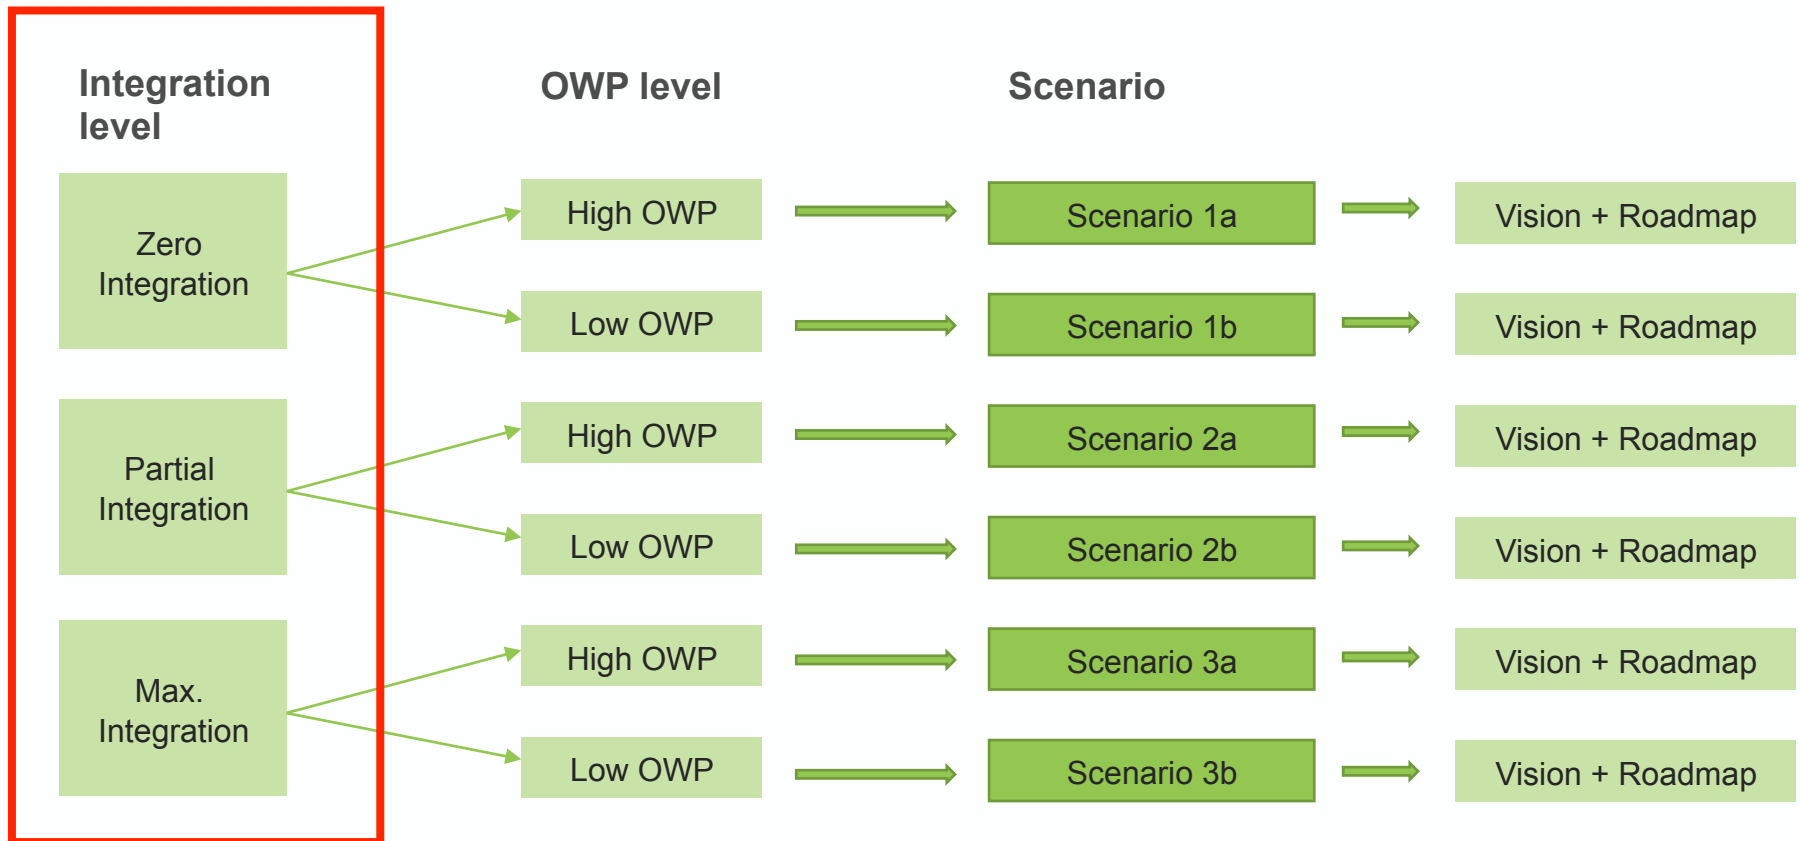 Integration
level
OWP level
Scenario
Zero
Integration
High OWP
Scenario 1a
Vision + Roadmap
Low OWP
Scenario 1b
Vision + Roadmap
Partial
Integration
High OWP
Scenario 2a
Vision + Roadmap
Low OWP
Scenario 2b
Vision + Roadmap
Max.
Integration
High OWP
Scenario 3a
Vision + Roadmap
Low OWP
Scenario 3b
Vision + Roadmap